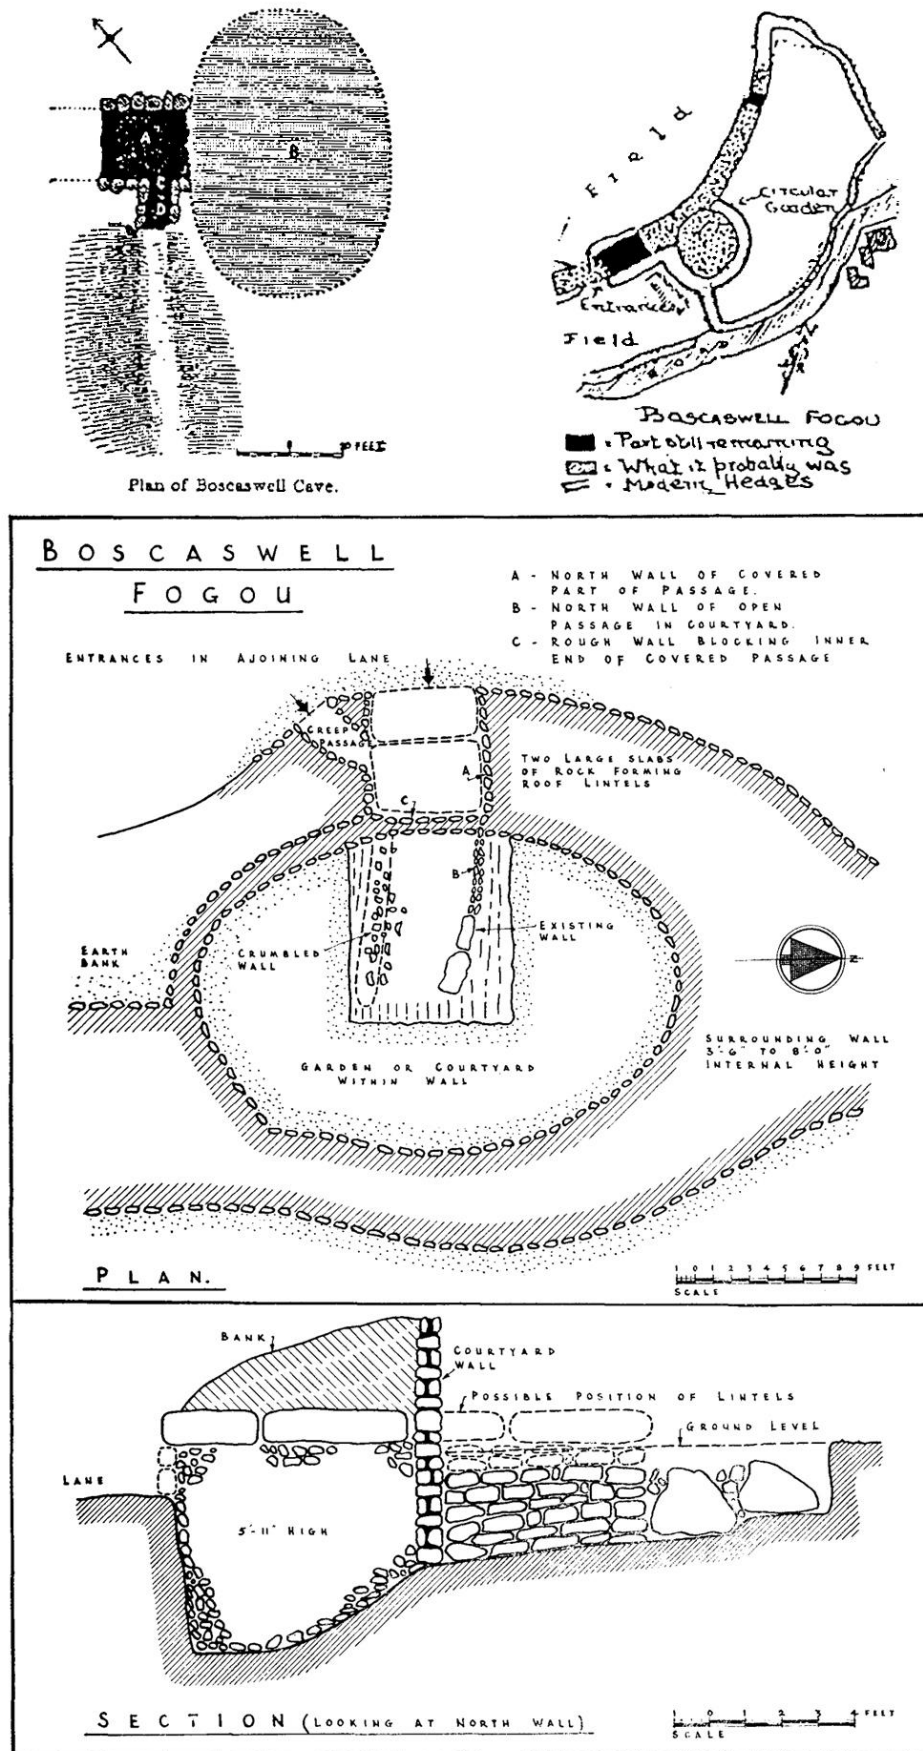 A
B
C
D
20 FEET
Plan of Boscaswell Cave.
Field
Circular
Gooden
Entrances
Field
ROAD
BOSCASWELL FOGOU
= Part still remaining
= What it probably was
= Modern Hedges
BOSCASWELL
FOGOU
A - NORTH WALL OF COVERED
PART OF PASSAGE.
B - NORTH WALL OF OPEN
PASSAGE IN COURTYARD.
C - ROUGH WALL BLOCKING INNER
END OF COVERED PASSAGE
ENTRANCES IN AJOINING LANE
CREEP
PASSAGE
A
TWO LARGE SLABS
OF ROCK FORMING
ROOF LINTELS
C
B
EARTH
BANK
CRUMBLED
WALL
EXISTING
WALL
N
GARDEN OR COURTYARD
WITHIN WALL
SURROUNDING WALL
3'-6" TO 8'-0"
INTERNAL HEIGHT
PLAN.
1 0 1 2 3 4 5 6 7 8 9 FEET
SCALE
BANK
COURTYARD
WALL
POSSIBLE POSITION OF LINTELS
GROUND LEVEL
LANE
5'-11" HIGH
SECTION (LOOKING AT NORTH WALL)
1 0 1 2 3 4 FEET
SCALE